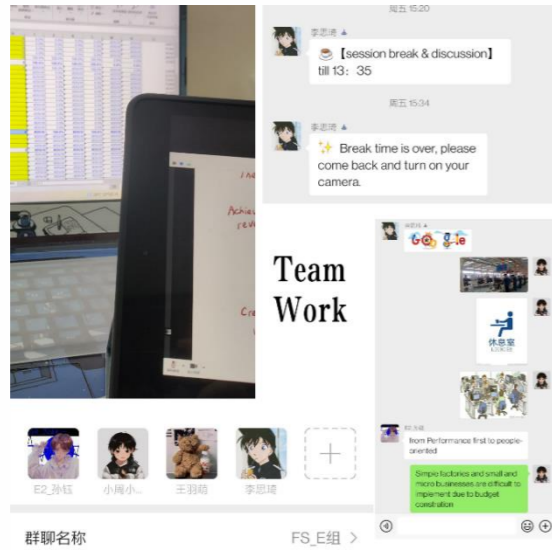 周五 15:20
李思琦
【session break & discussion】
till 13：35
周五 15:34
李思琦
Break time is over, please
come back and turn on your
camera.
Achiev
reve
Team
Work
休息室
from Performance first to people-
oriented
Simple factories and small and
micro businesses are difficult to
implement due to budget
constration
E2_孙钰
小周小...
王羽萌
李思琦
群聊名称
FS_E组